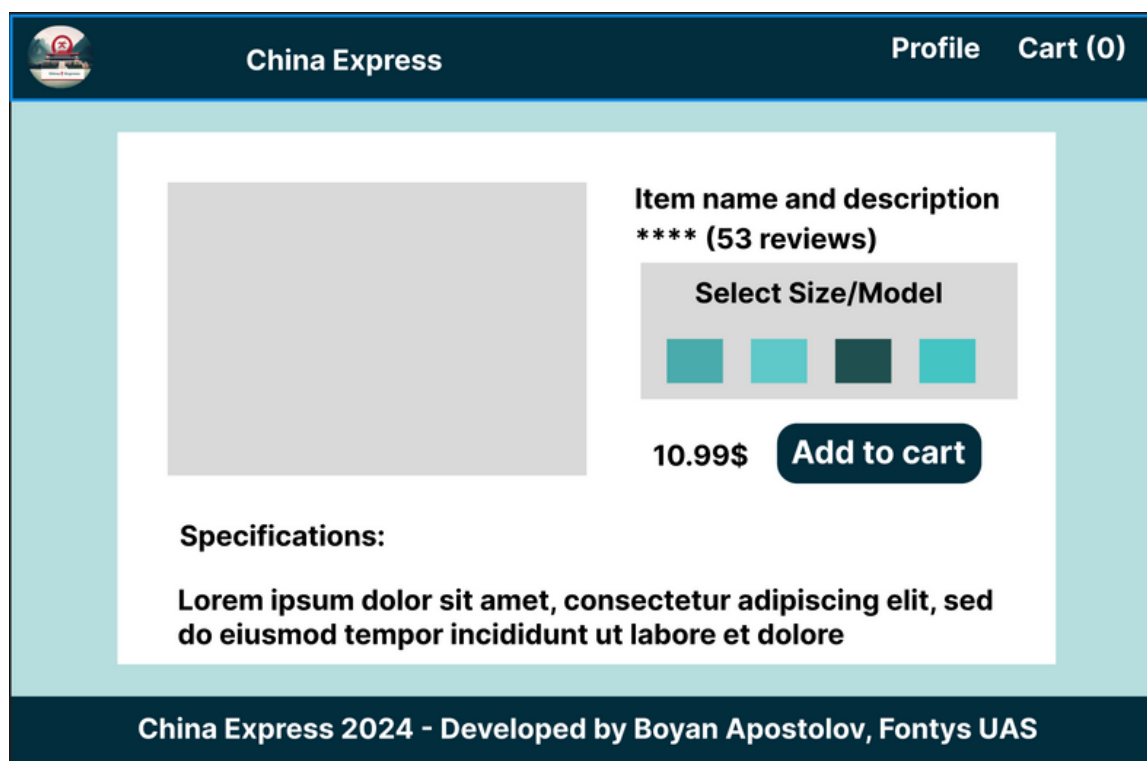 China Express
Profile
Cart (0)
Item name and description
**** (53 reviews)
Select Size/Model
10.99$
Add to cart
Specifications:
Lorem ipsum dolor sit amet, consectetur adipiscing elit, sed
do eiusmod tempor incididunt ut labore et dolore
China Express 2024 - Developed by Boyan Apostolov, Fontys UAS